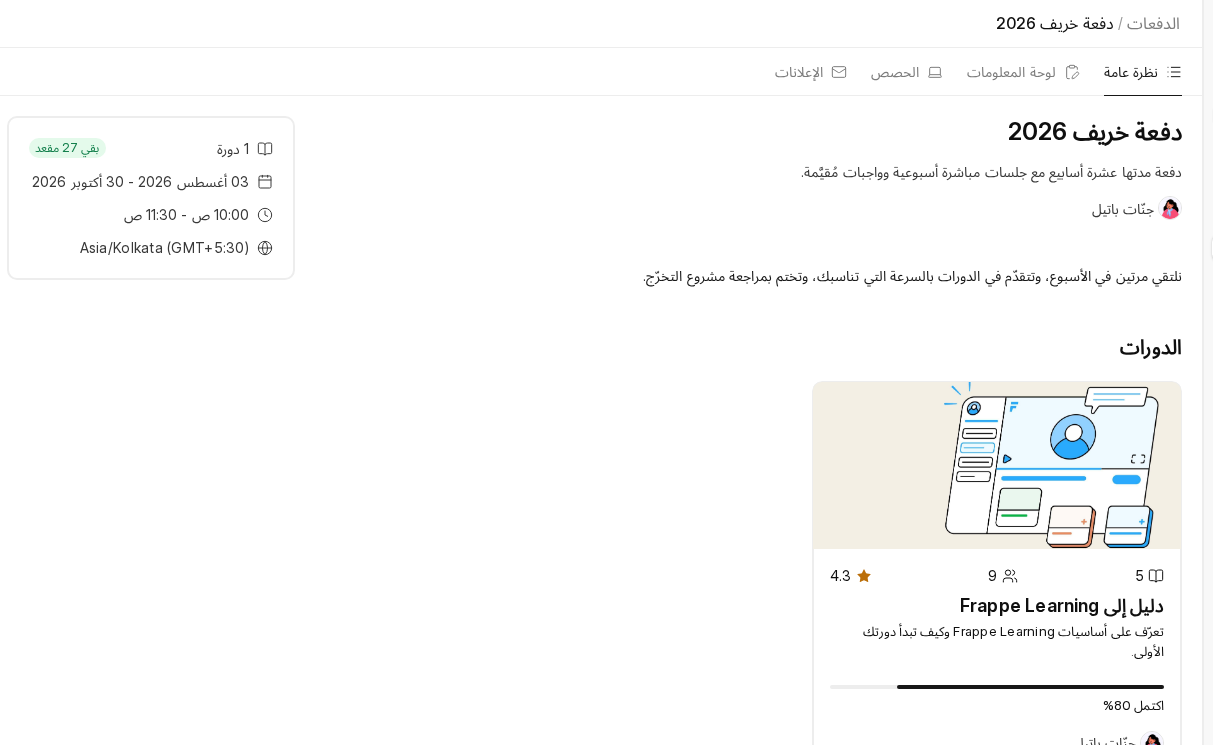 الدفعات / دفعة خريف 2026
نظرة عامة
لوحة المعلومات
الحصص
الإعلانات
دفعة خريف 2026
دفعة مدتها عشرة أسابيع مع جلسات مباشرة أسبوعية وواجبات مُقيَّمة.
جنّات باتيل
1 دورة
بقي 27 مقعد
03 أغسطس 2026 - 30 أكتوبر 2026
10:00 ص - 11:30 ص
Asia/Kolkata (GMT+5:30)
نلتقي مرتين في الأسبوع، وتتقدّم في الدورات بالسرعة التي تناسبك، وتختم بمراجعة مشروع التخرّج.
الدورات
5
9
4.3
دليل إلى Frappe Learning
تعرّف على أساسيات Frappe Learning وكيف تبدأ دورتك
الأولى.
اكتمل 80%
جنّات باتيل